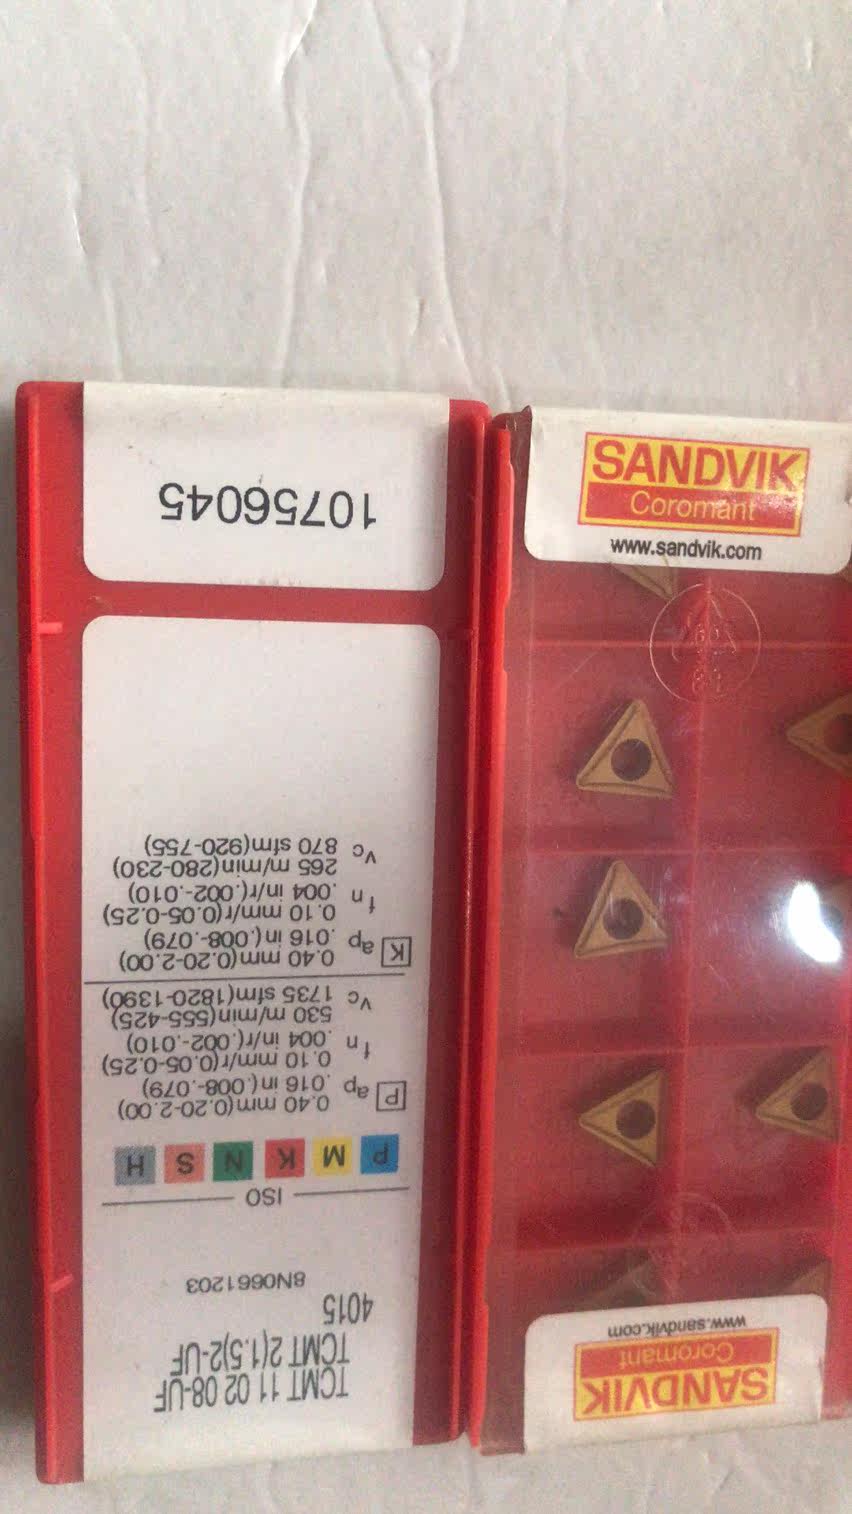 TCMT 11 02 08-UF
TCMT 2(1.5)2-UF
4015
8N0661203
ISO
P M K N S H
P ap 0.40 mm(0.20-2.00)
.016 in(.008-.079)
fn 0.10 mm/r(0.05-0.25)
.004 in/r(.002-.010)
vc 530 m/min(555-425)
1735 sfm(1820-1390)
K ap 0.40 mm(0.20-2.00)
.016 in(.008-.079)
fn 0.10 mm/r(0.05-0.25)
.004 in/r(.002-.010)
vc 265 m/min(280-230)
870 sfm(920-755)
10756045
SANDVIK
Coromant
www.sandvik.com
SANDVIK
Coromant
www.sandvik.com